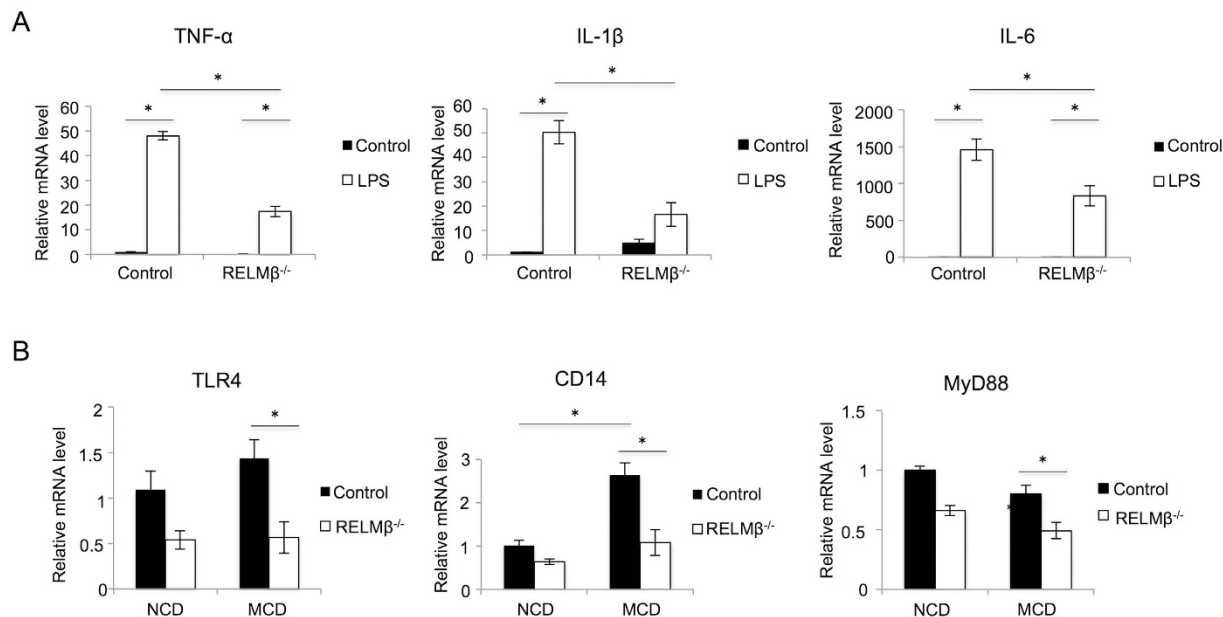 A
TNF-α
IL-1β
IL-6
*
*
*
*
*
*
*
*
Relative mRNA level
60
50
40
30
20
10
0
Control
RELMβ-/-
Control
LPS
Relative mRNA level
60
50
40
30
20
10
0
Control
RELMβ-/-
Control
LPS
Relative mRNA level
2000
1500
1000
500
0
Control
RELMβ-/-
Control
LPS
B
TLR4
CD14
MyD88
Relative mRNA level
2
1.5
1
0.5
0
*
NCD
MCD
Control
RELMβ-/-
Relative mRNA level
3
2
1
0
*
*
NCD
MCD
Control
RELMβ-/-
Relative mRNA level
1.5
1
0.5
0
*
*
NCD
MCD
Control
RELMβ-/-